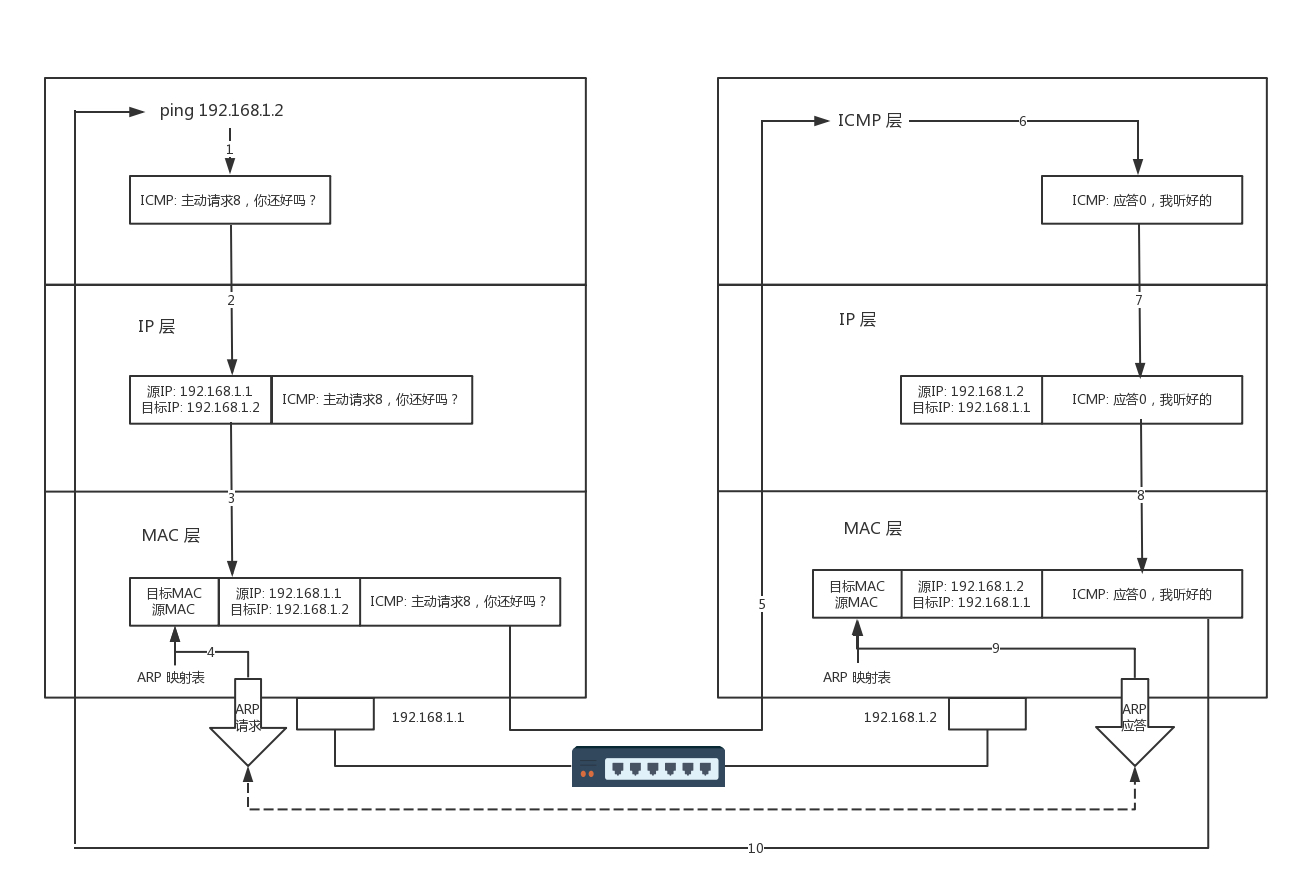 ping 192.168.1.2
1
ICMP: 主动请求8，你还好吗？
2
IP 层
源IP: 192.168.1.1
目标IP: 192.168.1.2
ICMP: 主动请求8，你还好吗？
3
MAC 层
目标MAC
源MAC
源IP: 192.168.1.1
目标IP: 192.168.1.2
ICMP: 主动请求8，你还好吗？
4
ARP 映射表
ARP
请求
192.168.1.1
5
ICMP 层
6
ICMP: 应答0，我听好的
7
IP 层
源IP: 192.168.1.2
目标IP: 192.168.1.1
ICMP: 应答0，我听好的
8
MAC 层
目标MAC
源MAC
源IP: 192.168.1.2
目标IP: 192.168.1.1
ICMP: 应答0，我听好的
9
ARP 映射表
ARP
应答
192.168.1.2
10